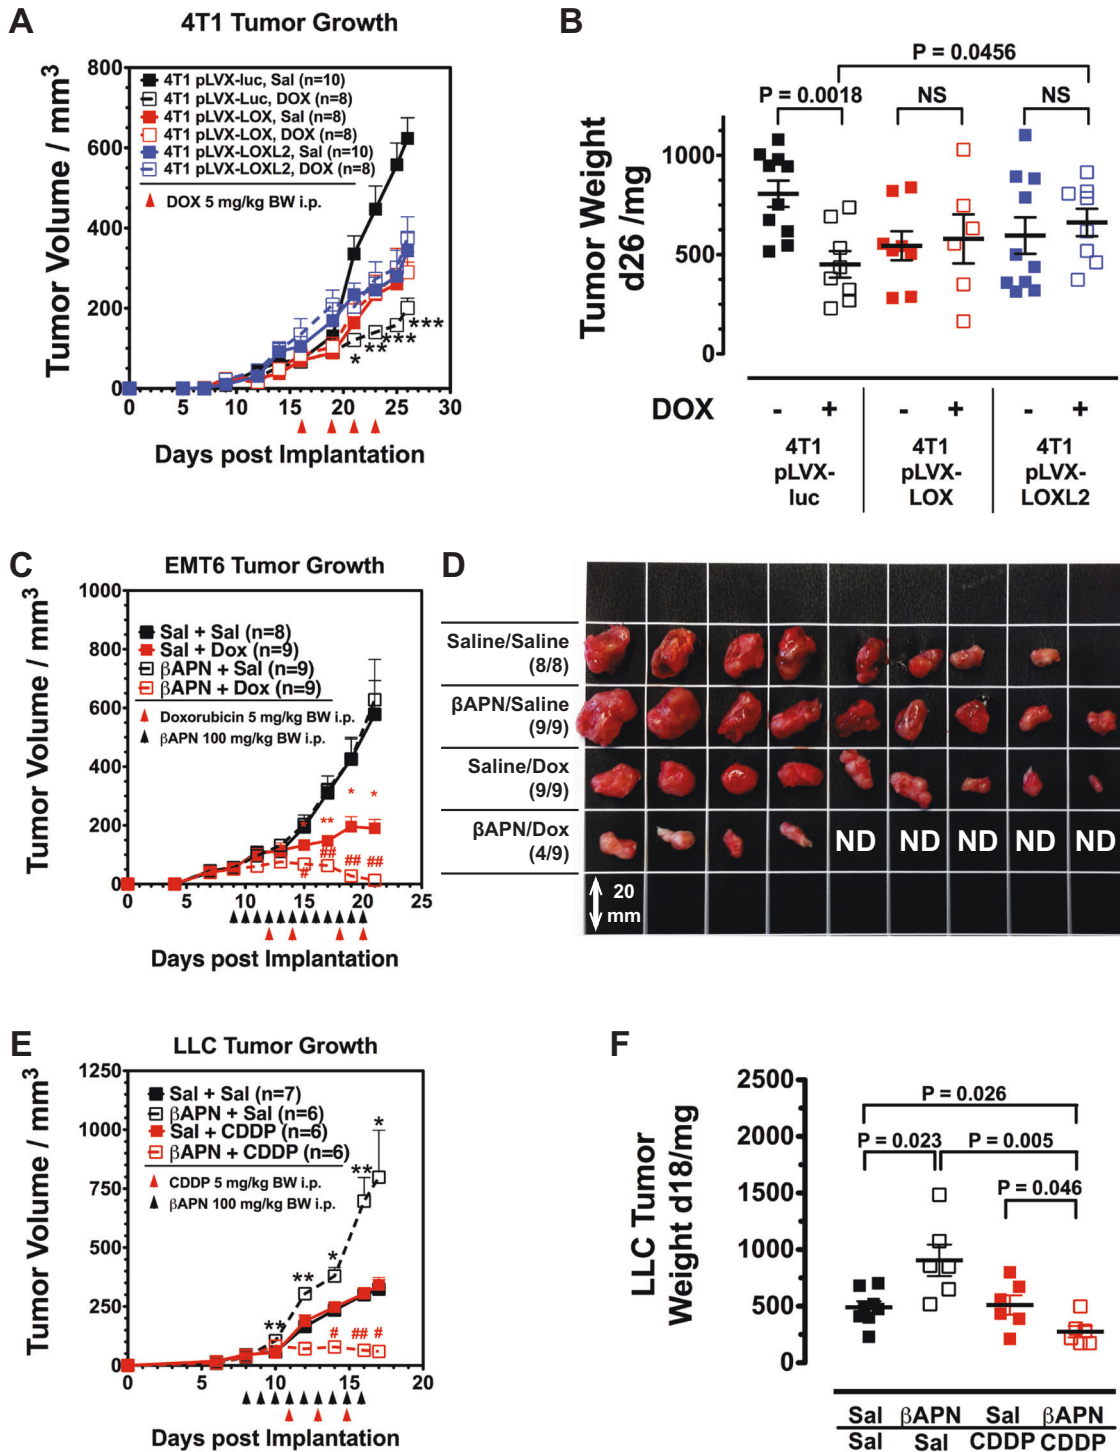 A
4T1 Tumor Growth
Tumor Volume / mm³
800
600
400
200
0
4T1 pLVX-luc, Sal (n=10)
4T1 pLVX-Luc, DOX (n=8)
4T1 pLVX-LOX, Sal (n=8)
4T1 pLVX-LOX, DOX (n=8)
4T1 pLVX-LOXL2, Sal (n=10)
4T1 pLVX-LOXL2, DOX (n=8)
DOX 5 mg/kg BW i.p.
*
**
***
***
0 5 10 15 20 25 30
Days post Implantation
B
P = 0.0456
P = 0.0018
NS
NS
Tumor Weight
d26 /mg
1000
500
0
DOX - + - + - +
4T1
pLVX-
luc
4T1
pLVX-
LOX
4T1
pLVX-
LOXL2
C
EMT6 Tumor Growth
Tumor Volume / mm³
1000
800
600
400
200
0
Sal + Sal (n=8)
Sal + Dox (n=9)
βAPN + Sal (n=9)
βAPN + Dox (n=9)
Doxorubicin 5 mg/kg BW i.p.
βAPN 100 mg/kg BW i.p.
*
**
*
*
#
##
##
##
0 5 10 15 20 25
Days post Implantation
D
Saline/Saline
(8/8)
βAPN/Saline
(9/9)
Saline/Dox
(9/9)
βAPN/Dox
(4/9)
ND ND ND ND ND
20
mm
E
LLC Tumor Growth
Tumor Volume / mm³
1250
1000
750
500
250
0
Sal + Sal (n=7)
βAPN + Sal (n=6)
Sal + CDDP (n=6)
βAPN + CDDP (n=6)
CDDP 5 mg/kg BW i.p.
βAPN 100 mg/kg BW i.p.
**
**
*
**
*
#
##
#
0 5 10 15 20
Days post Implantation
F
LLC Tumor
Weight d18/mg
2500
2000
1500
1000
500
0
P = 0.026
P = 0.023
P = 0.005
P = 0.046
Sal βAPN Sal βAPN
Sal Sal CDDP CDDP